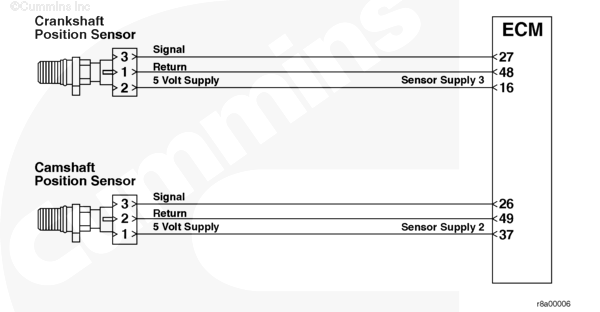 ©Cummins Inc
Crankshaft
Position Sensor
ECM
3 Signal 27
1 Return 48
2 5 Volt Supply Sensor Supply 3 16
Camshaft
Position Sensor
3 Signal 26
2 Return 49
1 5 Volt Supply Sensor Supply 2 37
cummins
r8a00006